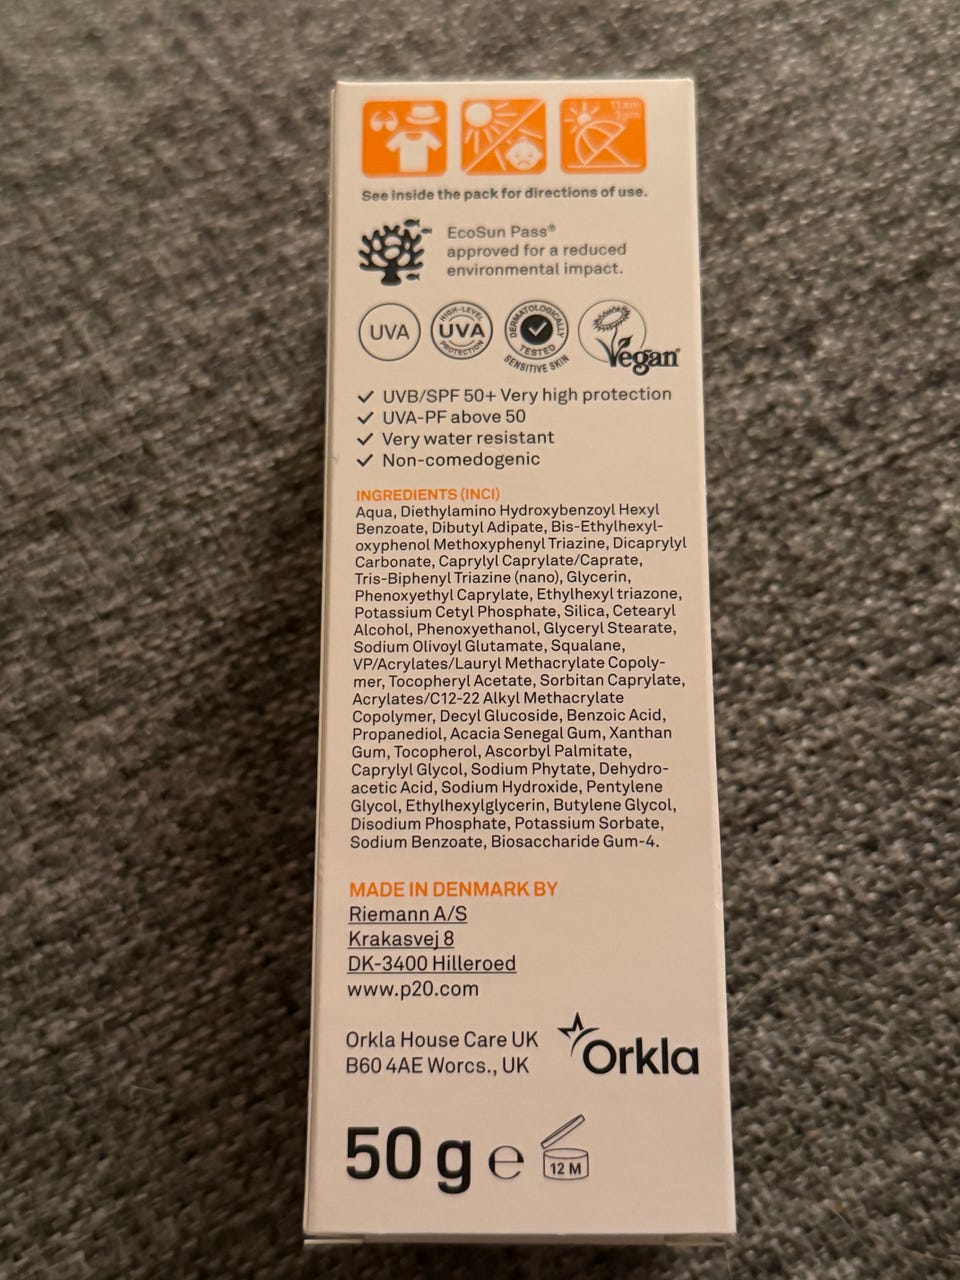 11am
3pm
See inside the pack for directions of use.
EcoSun Pass®
approved for a reduced
environmental impact.
UVA
HIGH-LEVEL
UVA
PROTECTION
DERMATOLOGICALLY
TESTED
SENSITIVE SKIN
Vegan
✓ UVB/SPF 50+ Very high protection
✓ UVA-PF above 50
✓ Very water resistant
✓ Non-comedogenic
INGREDIENTS (INCI)
Aqua, Diethylamino Hydroxybenzoyl Hexyl
Benzoate, Dibutyl Adipate, Bis-Ethylhexyl-
oxyphenol Methoxyphenyl Triazine, Dicaprylyl
Carbonate, Caprylyl Caprylate/Caprate,
Tris-Biphenyl Triazine (nano), Glycerin,
Phenoxyethyl Caprylate, Ethylhexyl triazone,
Potassium Cetyl Phosphate, Silica, Cetearyl
Alcohol, Phenoxyethanol, Glyceryl Stearate,
Sodium Olivoyl Glutamate, Squalane,
VP/Acrylates/Lauryl Methacrylate Copoly-
mer, Tocopheryl Acetate, Sorbitan Caprylate,
Acrylates/C12-22 Alkyl Methacrylate
Copolymer, Decyl Glucoside, Benzoic Acid,
Propanediol, Acacia Senegal Gum, Xanthan
Gum, Tocopherol, Ascorbyl Palmitate,
Caprylyl Glycol, Sodium Phytate, Dehydro-
acetic Acid, Sodium Hydroxide, Pentylene
Glycol, Ethylhexylglycerin, Butylene Glycol,
Disodium Phosphate, Potassium Sorbate,
Sodium Benzoate, Biosaccharide Gum-4.
MADE IN DENMARK BY
Riemann A/S
Krakasvej 8
DK-3400 Hilleroed
www.p20.com
Orkla House Care UK
B60 4AE Worcs., UK
Orkla
50 g ℮
12 M